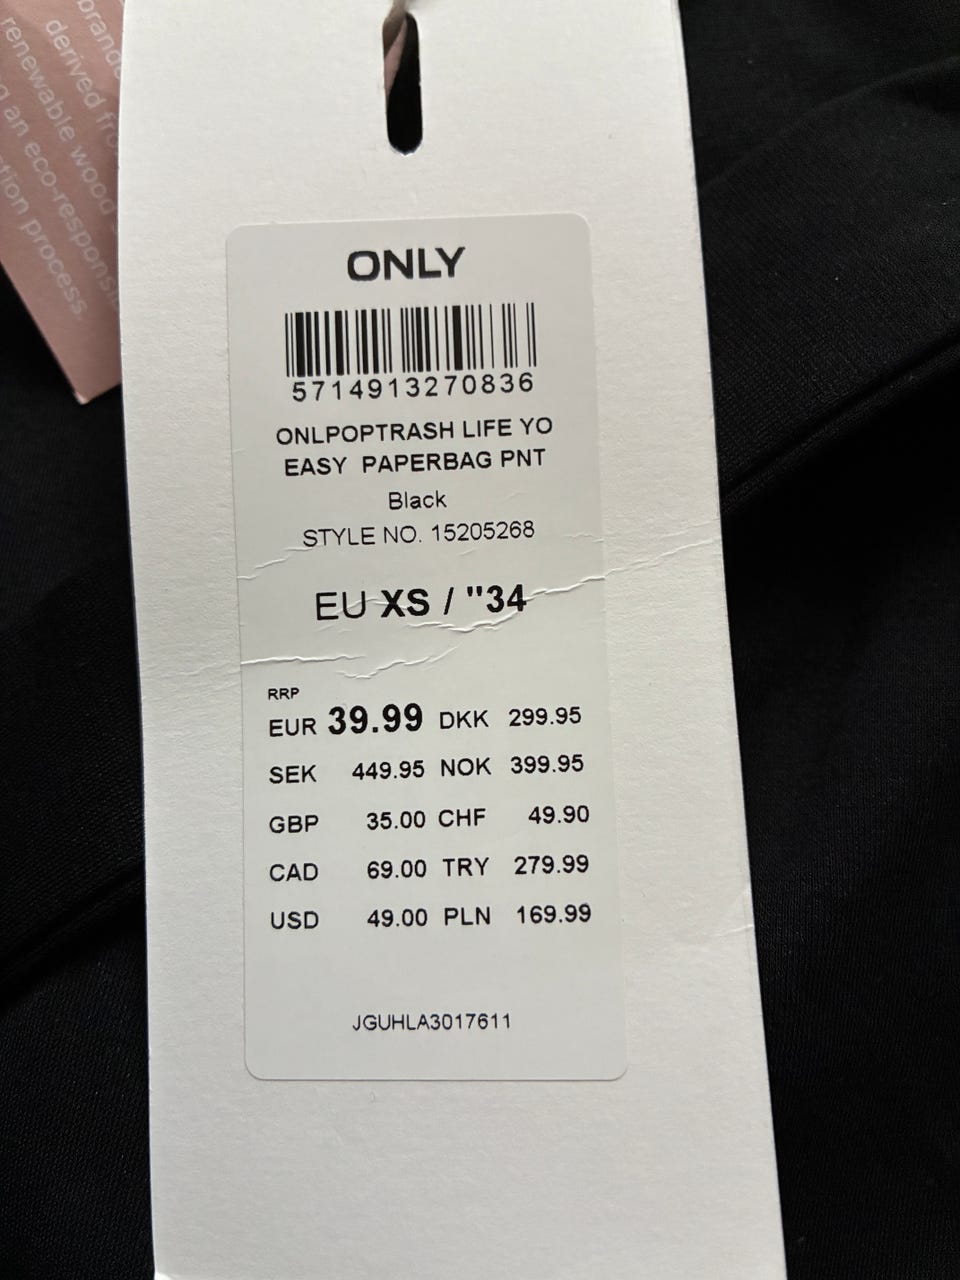 brande
derived fro
renewable wood
g an eco-responsi
tion process.
ONLY
5714913270836
ONLPOPTRASH LIFE YO
EASY PAPERBAG PNT
Black
STYLE NO. 15205268
EU XS / "34
RRP
EUR 39.99 DKK 299.95
SEK 449.95 NOK 399.95
GBP 35.00 CHF 49.90
CAD 69.00 TRY 279.99
USD 49.00 PLN 169.99
JGUHLA3017611